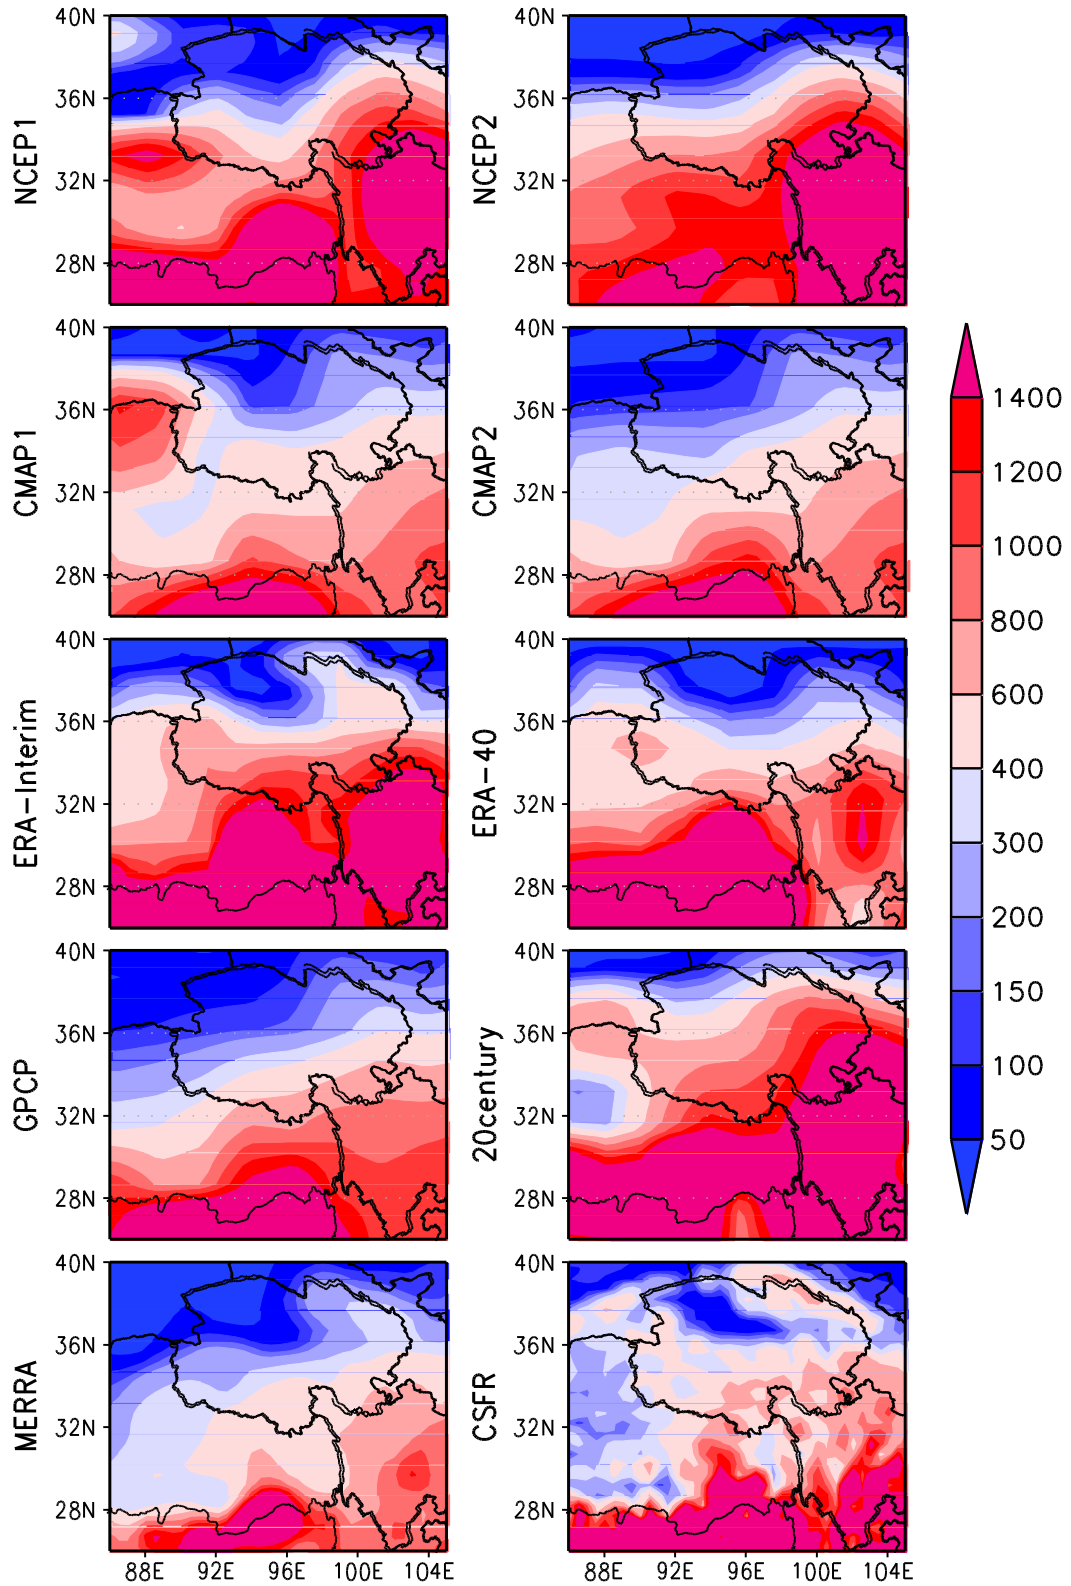 40N
36N
32N
28N
NCEP1
40N
36N
32N
28N
NCEP2
40N
36N
32N
28N
CMAP1
40N
36N
32N
28N
CMAP2
40N
36N
32N
28N
ERA-Interim
40N
36N
32N
28N
ERA-40
40N
36N
32N
28N
GPCP
40N
36N
32N
28N
20century
40N
36N
32N
28N
MERRA
88E 92E 96E 100E 104E
40N
36N
32N
28N
CSFR
88E 92E 96E 100E 104E
1400
1200
1000
800
600
400
300
200
150
100
50